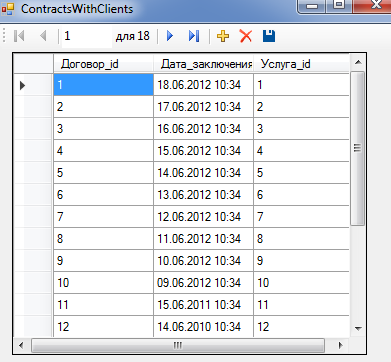 ContractsWithClients
1 для 18
Договор_id Дата_заключения Услуга_id
1 18.06.2012 10:34 1
2 17.06.2012 10:34 2
3 16.06.2012 10:34 3
4 15.06.2012 10:34 4
5 14.06.2012 10:34 5
6 13.06.2012 10:34 6
7 12.06.2012 10:34 7
8 11.06.2012 10:34 8
9 10.06.2012 10:34 9
10 09.06.2012 10:34 10
11 15.06.2011 10:34 11
12 14.06.2010 10:34 12